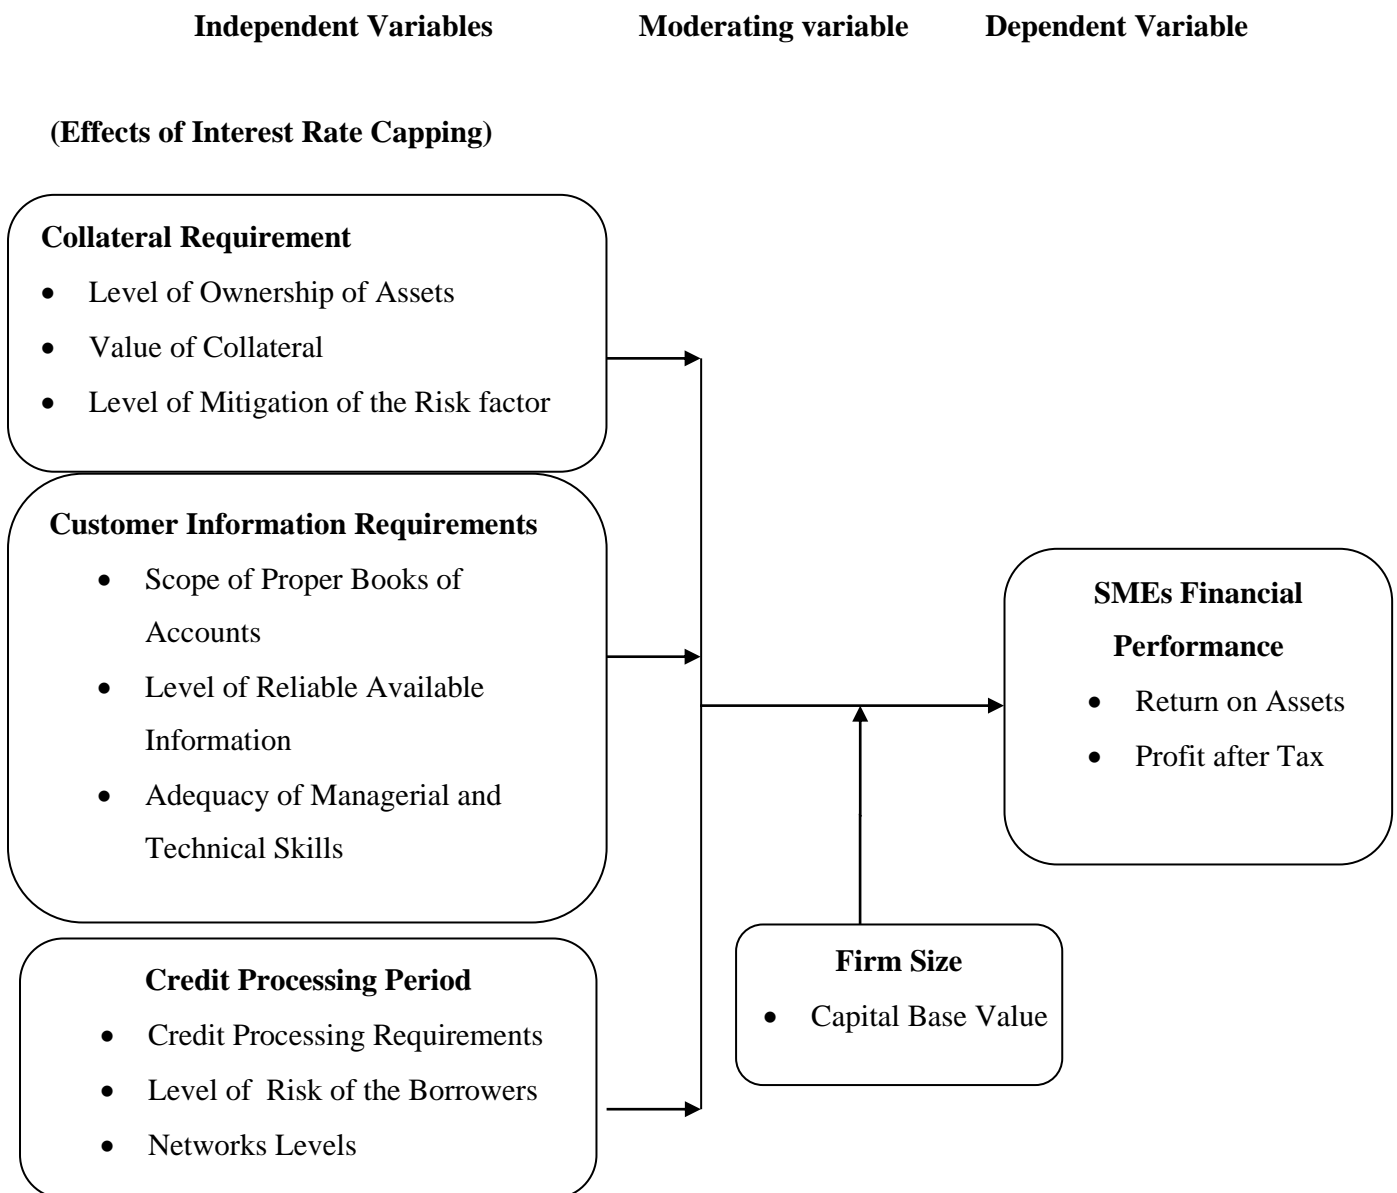 Independent Variables
Moderating variable
Dependent Variable
(Effects of Interest Rate Capping)
Collateral Requirement
• Level of Ownership of Assets
• Value of Collateral
• Level of Mitigation of the Risk factor
Customer Information Requirements
• Scope of Proper Books of
Accounts
• Level of Reliable Available
Information
• Adequacy of Managerial and
Technical Skills
Credit Processing Period
• Credit Processing Requirements
• Level of  Risk of the Borrowers
• Networks Levels
Firm Size
• Capital Base Value
SMEs Financial
Performance
• Return on Assets
• Profit after Tax